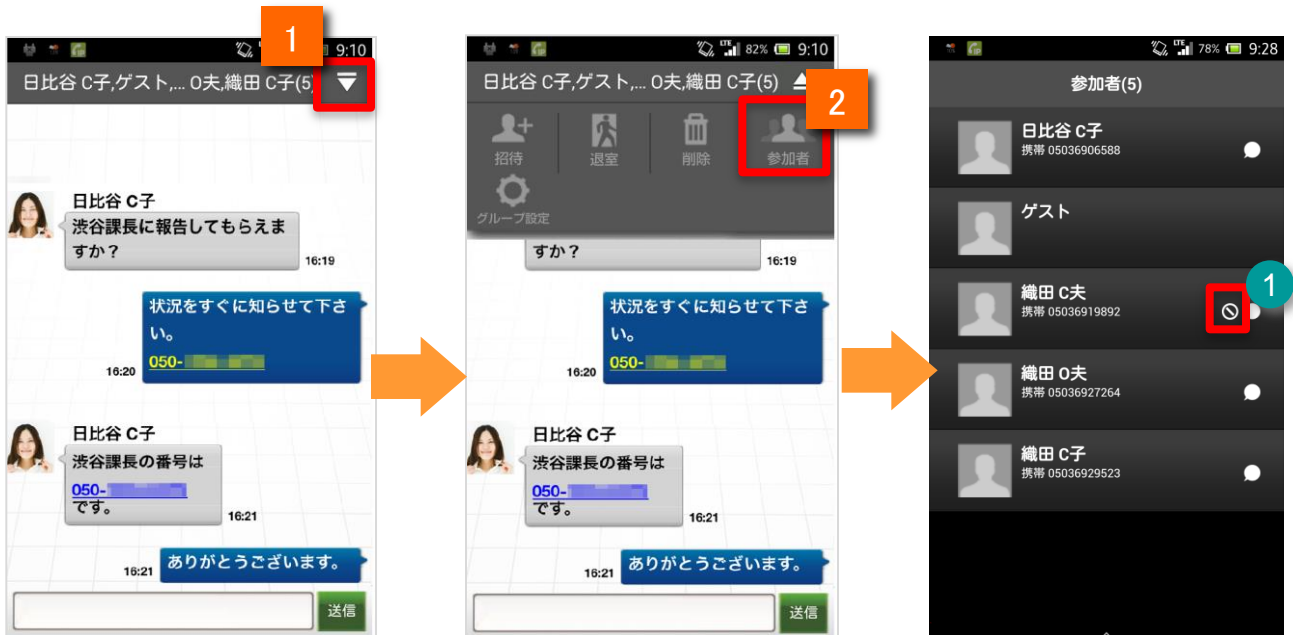 1
9:10
日比谷 C子,ゲスト,... O夫,織田 C子(5)
日比谷 C子
渋谷課長に報告してもらえま
すか？
16:19
状況をすぐに知らせて下さ
い。
050-
16:20
日比谷 C子
渋谷課長の番号は
050-
です。
16:21
ありがとうございます。
16:21
送信
LTE 82% 9:10
日比谷 C子,ゲスト,... O夫,織田 C子(5)
2
招待
退室
削除
参加者
グループ設定
すか？
16:19
状況をすぐに知らせて下さ
い。
050-
16:20
日比谷 C子
渋谷課長の番号は
050-
です。
16:21
ありがとうございます。
16:21
送信
LTE 78% 9:28
参加者(5)
日比谷 C子
携帯 05036906588
ゲスト
1
織田 C夫
携帯 05036919892
織田 O夫
携帯 05036927264
織田 C子
携帯 05036929523